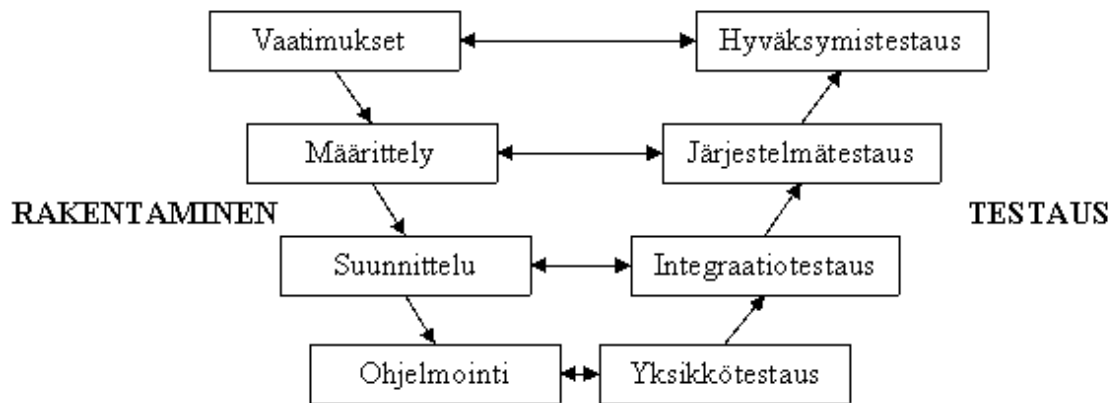 Vaatimukset
Hyväksymistestaus
Määrittely
Järjestelmätestaus
RAKENTAMINEN
TESTAUS
Suunnittelu
Integraatiotestaus
Ohjelmointi
Yksikkötestaus